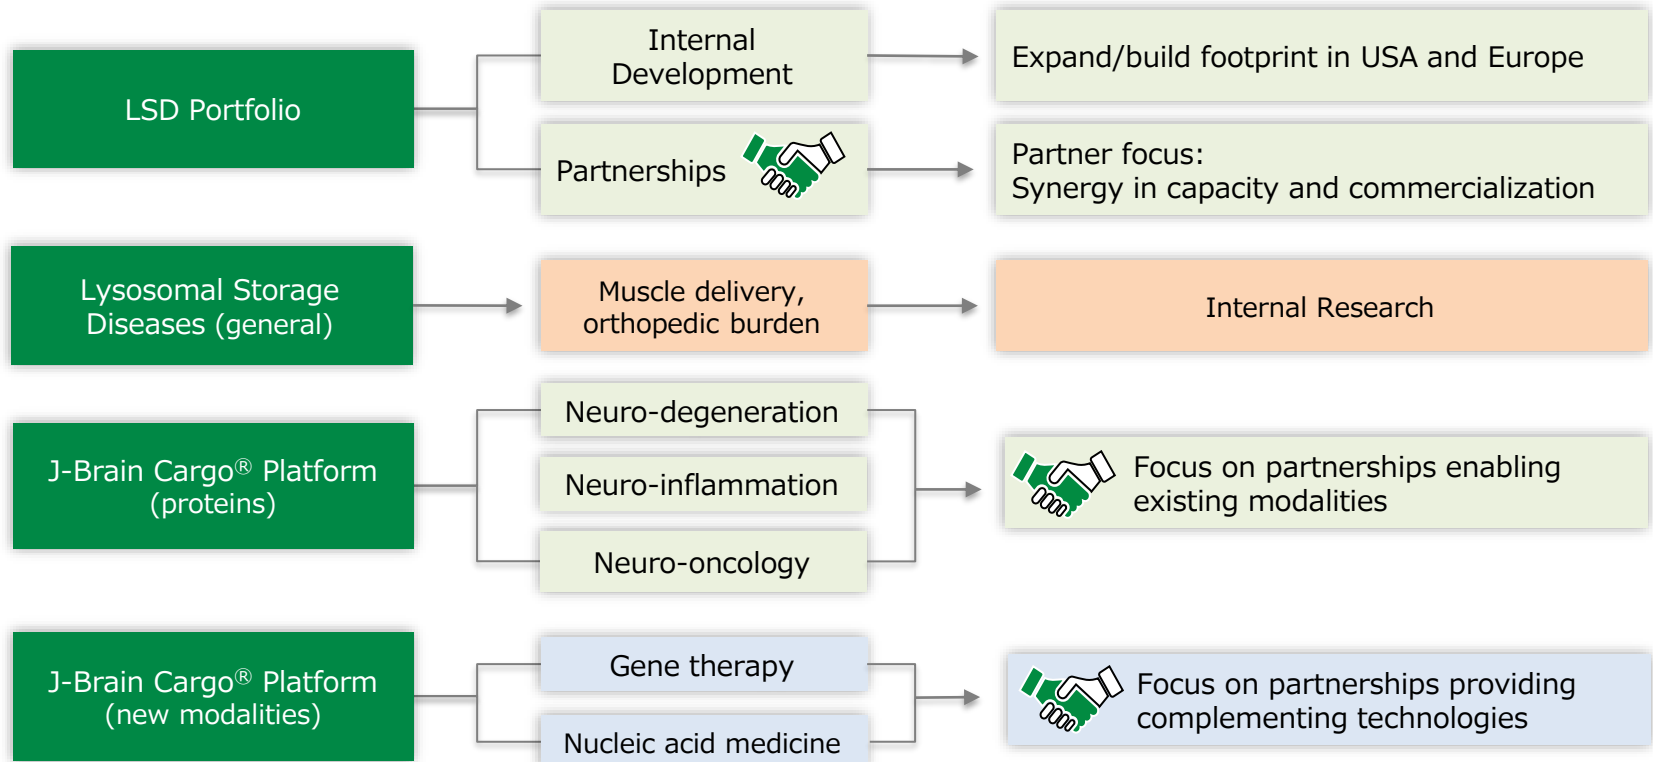 LSD Portfolio
Internal
Development
Expand/build footprint in USA and Europe
Partnerships
Partner focus:
Synergy in capacity and commercialization
Lysosomal Storage
Diseases (general)
Muscle delivery,
orthopedic burden
Internal Research
J-Brain Cargo® Platform
(proteins)
Neuro-degeneration
Neuro-inflammation
Neuro-oncology
Focus on partnerships enabling
existing modalities
J-Brain Cargo® Platform
(new modalities)
Gene therapy
Nucleic acid medicine
Focus on partnerships providing
complementing technologies